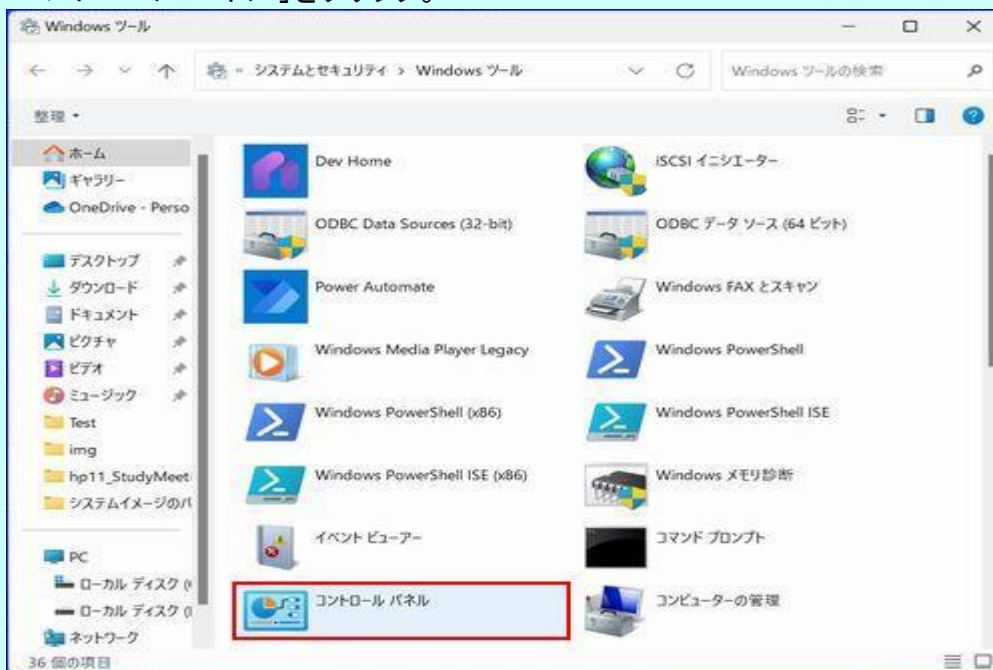 をクリック。
Windows ツール
システムとセキュリティ > Windows ツール
Windows ツールの検索
整理
ホーム
ギャラリー
OneDrive - Perso
デスクトップ
ダウンロード
ドキュメント
ピクチャ
ビデオ
ミュージック
Test
img
hp11_StudyMeet
システムイメージのバ
PC
ローカル ディスク (
ローカル ディスク (
ネットワーク
Dev Home
iSCSI イニシエーター
ODBC Data Sources (32-bit)
ODBC データ ソース (64 ビット)
Power Automate
Windows FAX とスキャン
Windows Media Player Legacy
Windows PowerShell
Windows PowerShell (x86)
Windows PowerShell ISE
Windows PowerShell ISE (x86)
Windows メモリ診断
イベント ビューアー
コマンド プロンプト
コントロール パネル
コンピューターの管理
36 個の項目